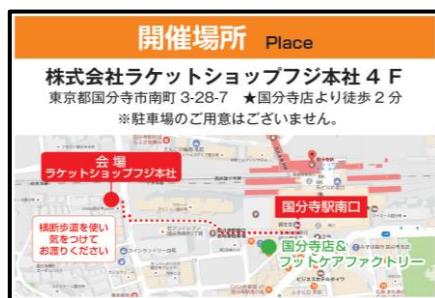 開催場所 Place
株式会社ラケットショップフジ本社 4 F
東京都国分寺市南町 3-28-7 ★国分寺店より徒歩 2 分
※駐車場のご用意はございません。
会 場
ラケットショップフジ本社
横断歩道を使い
気をつけて
お渡りください
国分寺駅南口
国分寺店&
フットケアファクトリー